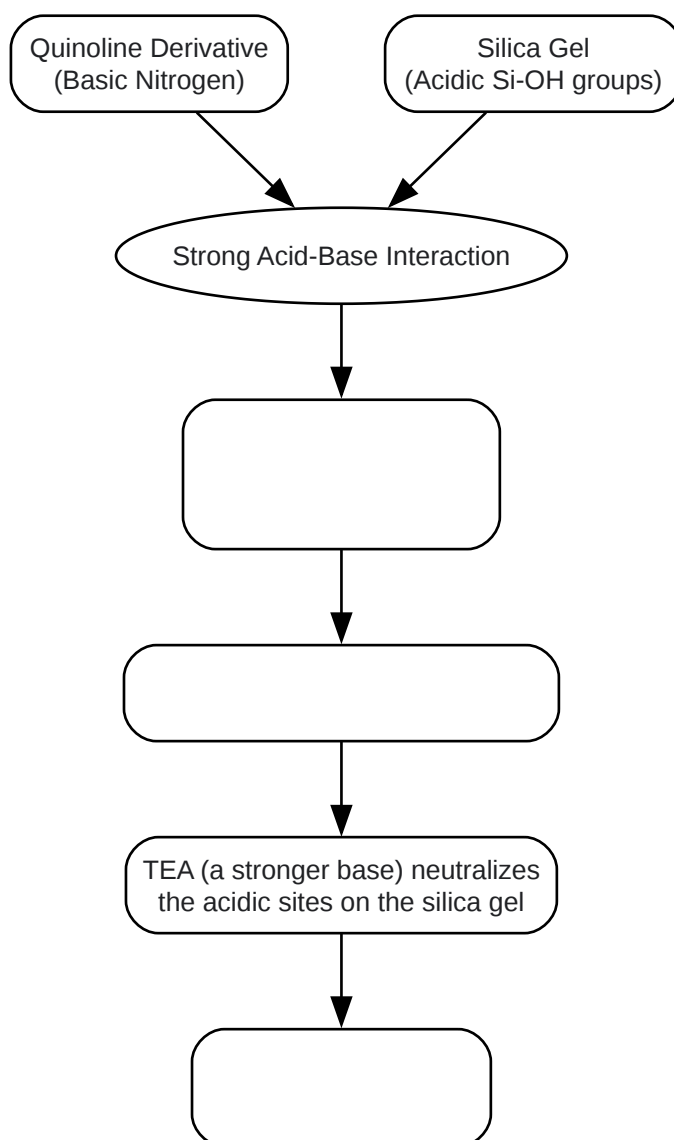 Quinoline Derivative
(Basic Nitrogen)
Silica Gel
(Acidic Si-OH groups)
Strong Acid-Base Interaction
TEA (a stronger base) neutralizes
the acidic sites on the silica gel